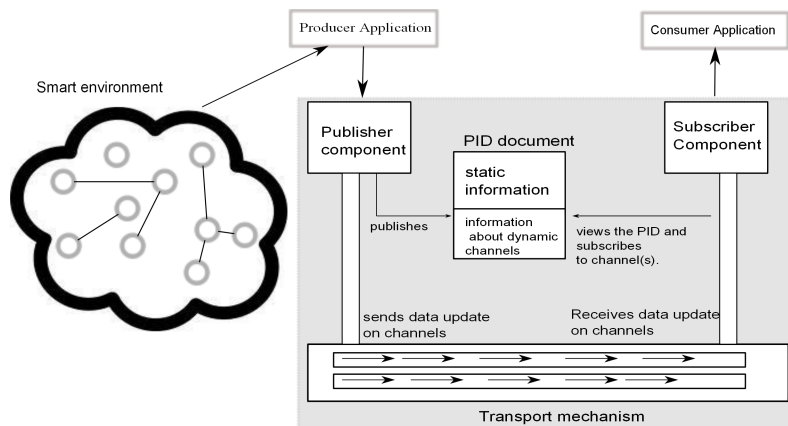 Producer Application
Consumer Application
Smart environment
Publisher
component
PID document
Subscriber
Component
static
information
publishes
information
about dynamic
channels
views the PID and
subscribes
to channel(s).
sends data update
on channels
Receives data update
on channels
Transport mechanism